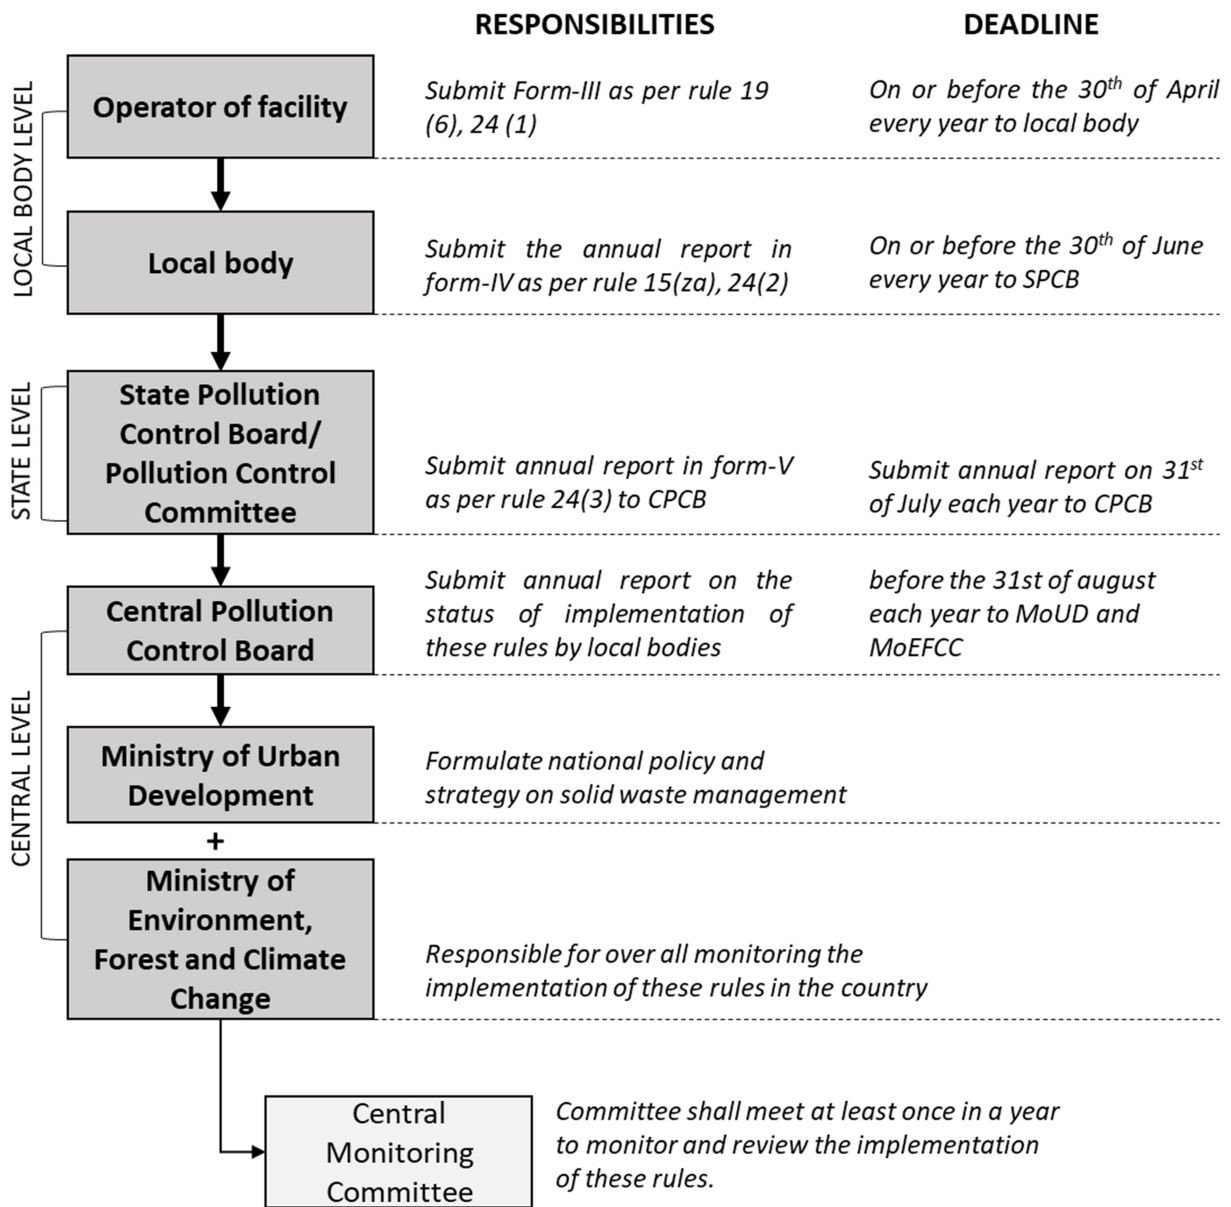 RESPONSIBILITIES
DEADLINE
LOCAL BODY LEVEL
Operator of facility
Submit Form-III as per rule 19
(6), 24 (1)
On or before the 30th of April
every year to local body
Local body
Submit the annual report in
form-IV as per rule 15(za), 24(2)
On or before the 30th of June
every year to SPCB
STATE LEVEL
State Pollution
Control Board/
Pollution Control
Committee
Submit annual report in form-V
as per rule 24(3) to CPCB
Submit annual report on 31st
of July each year to CPCB
CENTRAL LEVEL
Central Pollution
Control Board
Submit annual report on the
status of implementation of
these rules by local bodies
before the 31st of august
each year to MoUD and
MoEFCC
Ministry of Urban
Development
Formulate national policy and
strategy on solid waste management
+
Ministry of
Environment,
Forest and Climate
Change
Responsible for over all monitoring the
implementation of these rules in the country
Central
Monitoring
Committee
Committee shall meet at least once in a year
to monitor and review the implementation
of these rules.